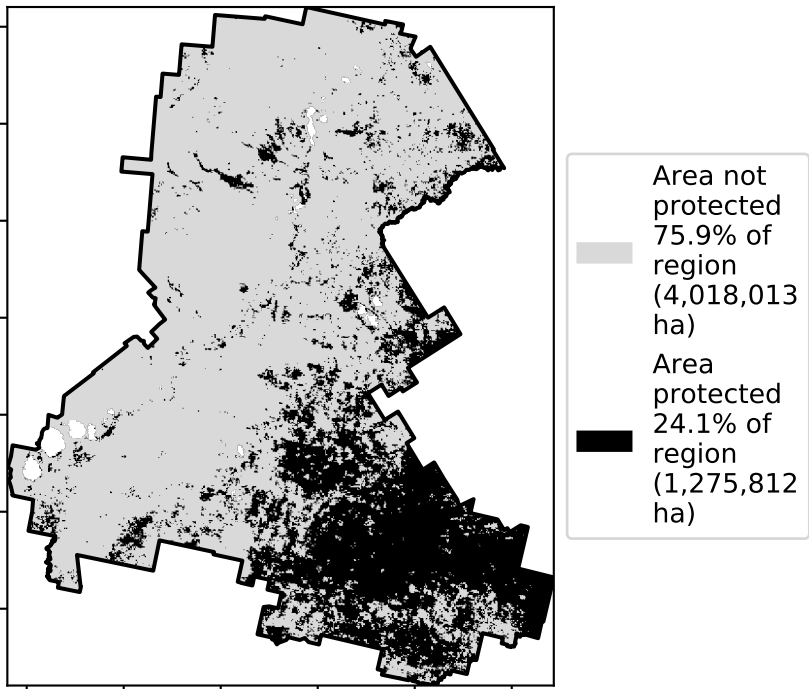 Area not
protected
75.9% of
region
(4,018,013
ha)
Area
protected
24.1% of
region
(1,275,812
ha)